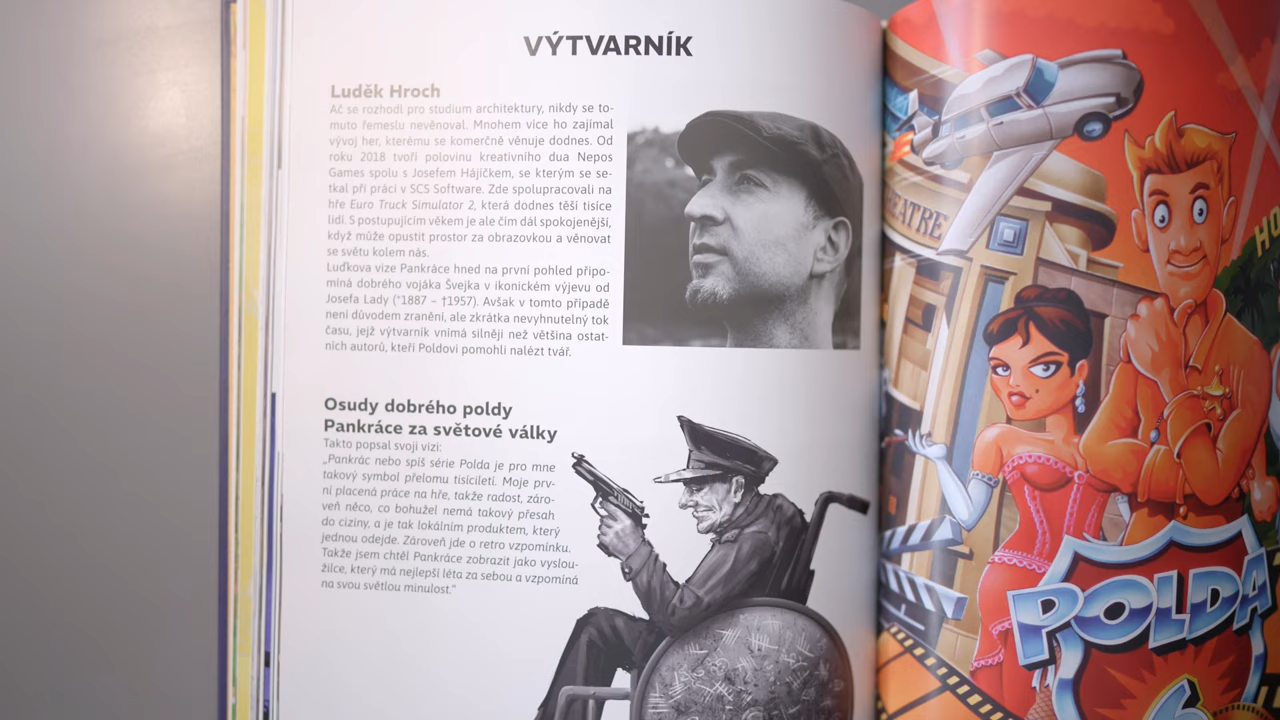 VÝTVARNÍK
Luděk Hroch
Ač se rozhodl pro studium architektury, nikdy se to-
muto řemeslu nevěnoval. Mnohem více ho zajímal
vývoj her, kterému se komerčně věnuje dodnes. Od
roku 2018 tvoří polovinu kreativního dua Nepos
Games spolu s Josefem Hájíčkem, se kterým se se-
tkal při práci v SCS Software. Zde spolupracovali na
hře Euro Truck Simulator 2, která dodnes těší tisíce
lidí. S postupujícím věkem je ale čím dál spokojenější,
když může opustit prostor za obrazovkou a věnovat
se světu kolem nás.
Luďkova vize Pankráce hned na první pohled připo-
míná dobrého vojáka Švejka v ikonickém výjevu od
Josefa Lady (*1887 – †1957). Avšak v tomto případě
není důvodem zranění, ale zkrátka nevyhnutelný tok
času, jejž výtvarník vnímá silněji než většina ostat-
ních autorů, kteří Poldovi pomohli nalézt tvář.
Osudy dobrého poldy
Pankráce za světové války
Takto popsal svoji vizi:
„Pankrác nebo spíš série Polda je pro mne
takový symbol přelomu tisíciletí. Moje prv-
ní placená práce na hře, takže radost, záro-
veň něco, co bohužel nemá takový přesah
do ciziny, a je tak lokálním produktem, který
jednou odejde. Zároveň jde o retro vzpomínku.
Takže jsem chtěl Pankráce zobrazit jako vyslou-
žilce, který má nejlepší léta za sebou a vzpomíná
na svou světlou minulost."
EATRE
HO
POLDA
6